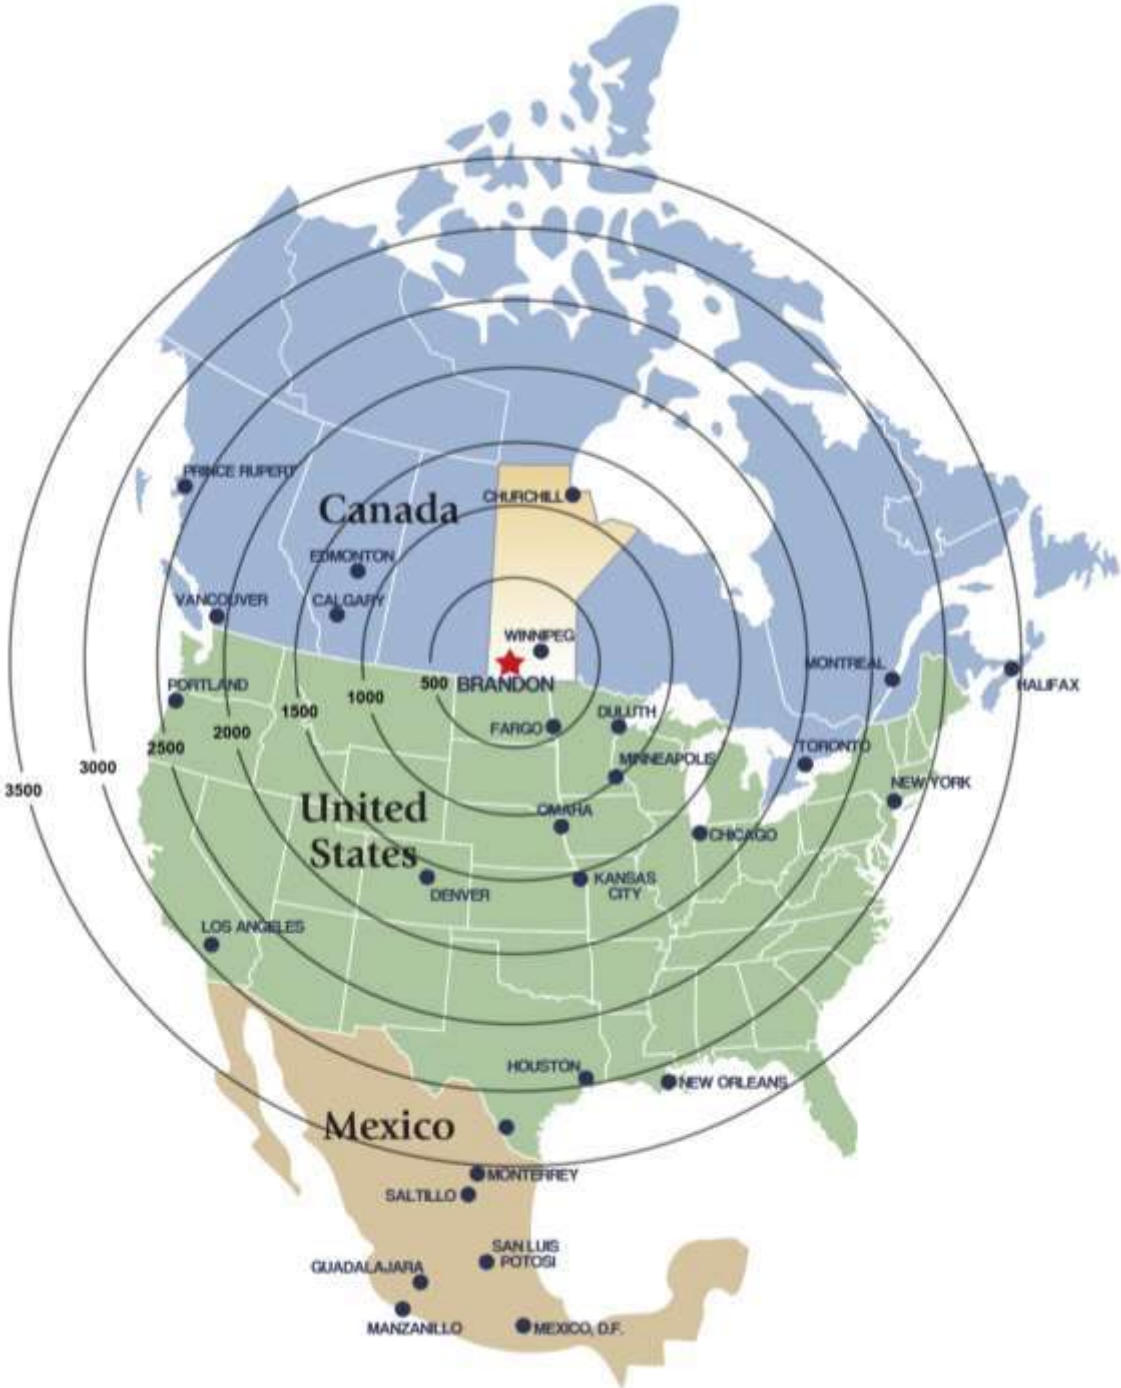 PRINCE RUPERT
CHURCHILL
Canada
EDMONTON
VANCOUVER
CALGARY
WINNIPEG
BRANDON
MONTREAL
HALIFAX
PORTLAND
500
1000
1500
2000
2500
3000
3500
FARGO
DULUTH
MINNEAPOLIS
TORONTO
NEW YORK
United
States
OMAHA
CHICAGO
DENVER
KANSAS
CITY
LOS ANGELES
HOUSTON
NEW ORLEANS
Mexico
MONTERREY
SALTILLO
SAN LUIS
POTOSI
GUADALAJARA
MANZANILLO
MEXICO, D.F.